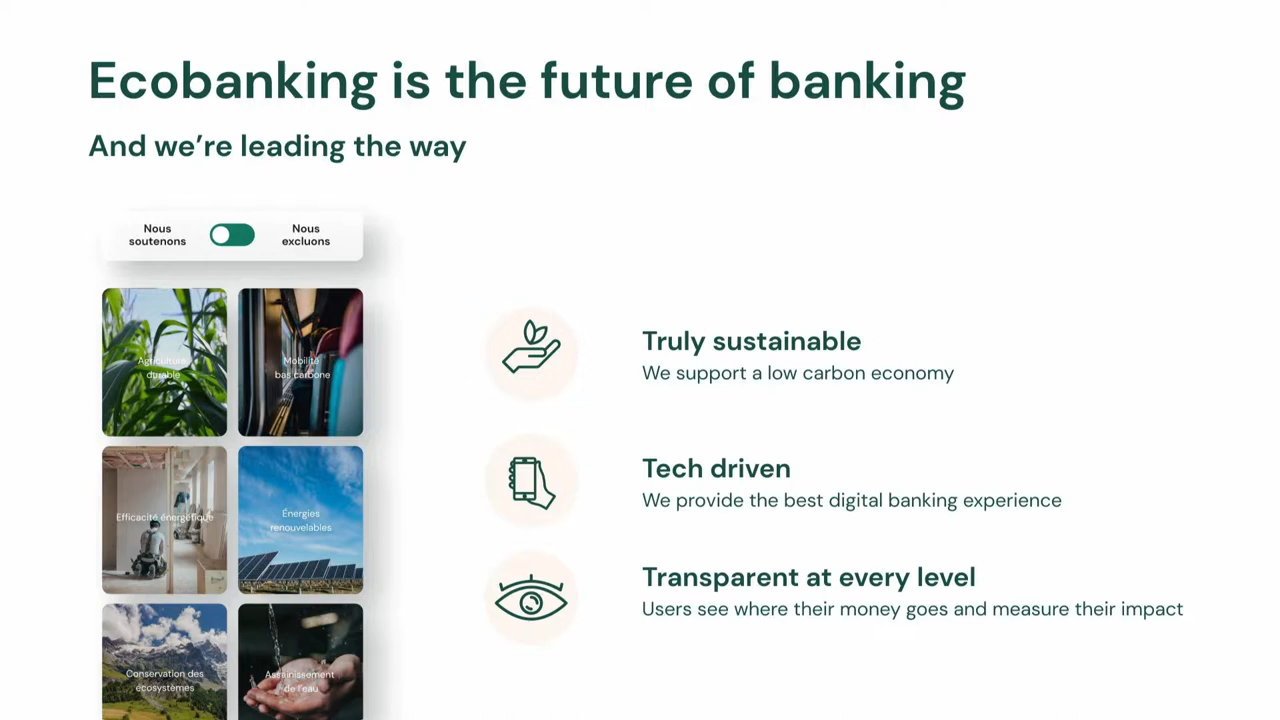 Ecobanking is the future of banking
And we’re leading the way
Nous
soutenons
Nous
excluons
Agriculture
durable
Mobilité
bas carbone
Efficacité énergétique
Énergies
renouvelables
Conservation des
écosystèmes
Assainissement
de l'eau
Truly sustainable
We support a low carbon economy
Tech driven
We provide the best digital banking experience
Transparent at every level
Users see where their money goes and measure their impact